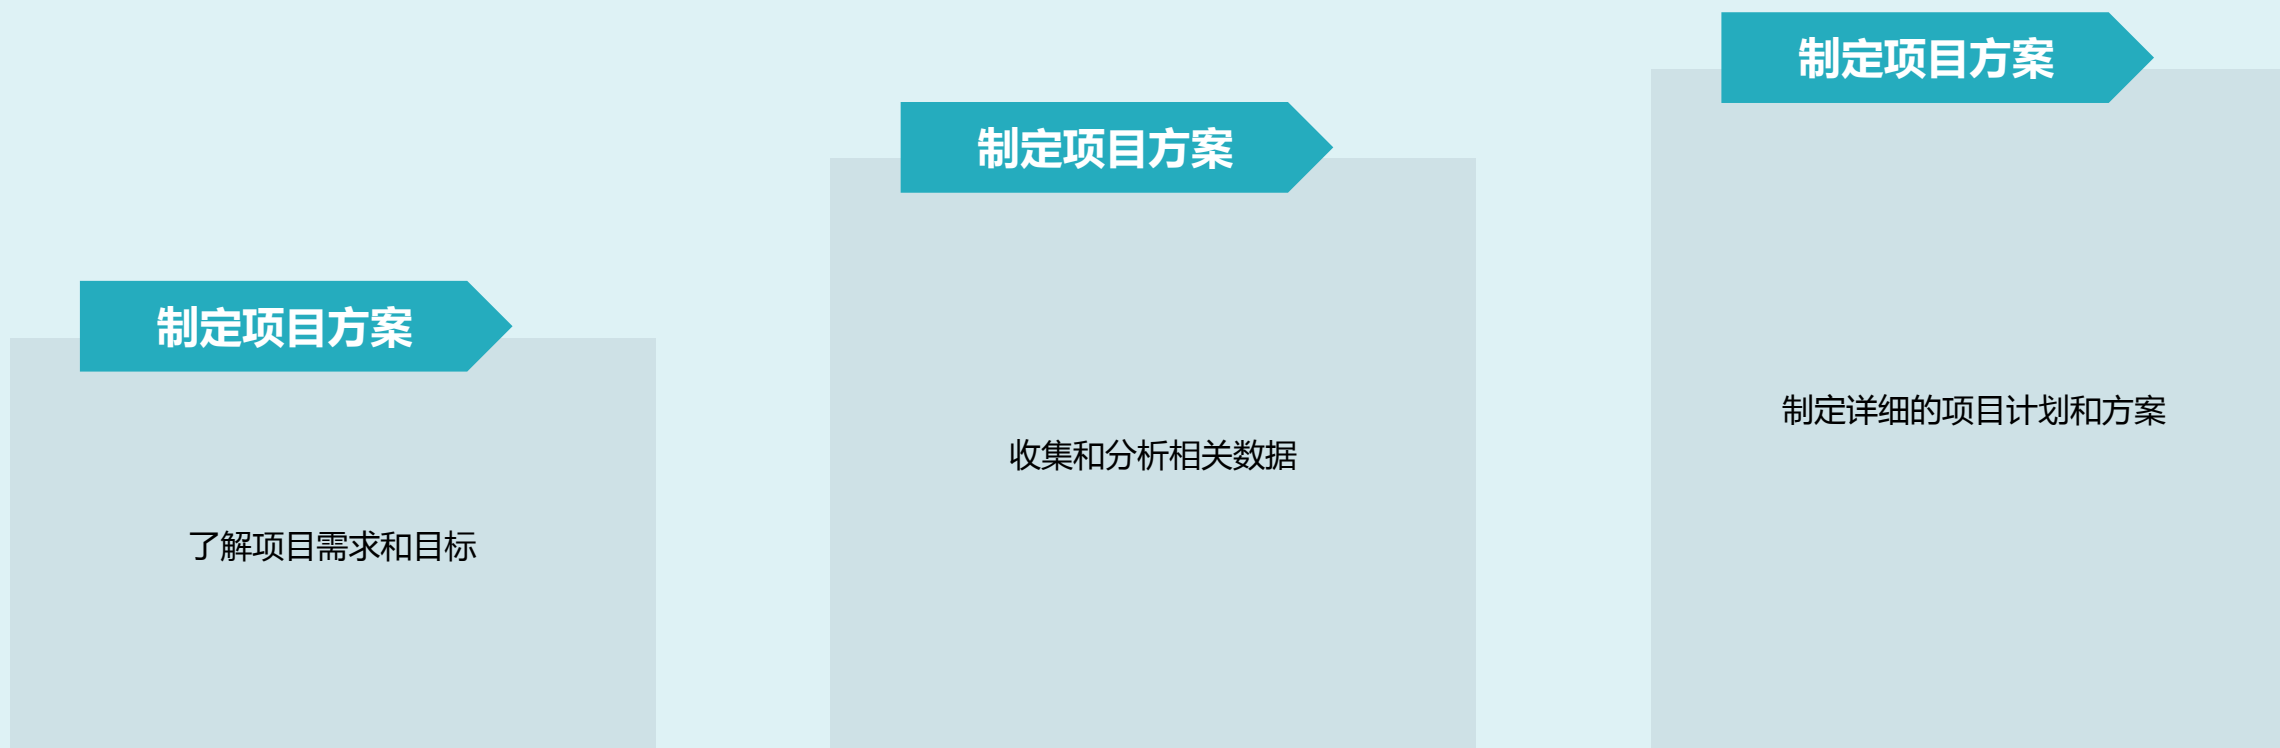 制定项目方案
了解项目需求和目标
制定项目方案
收集和分析相关数据
制定项目方案
制定详细的项目计划和方案